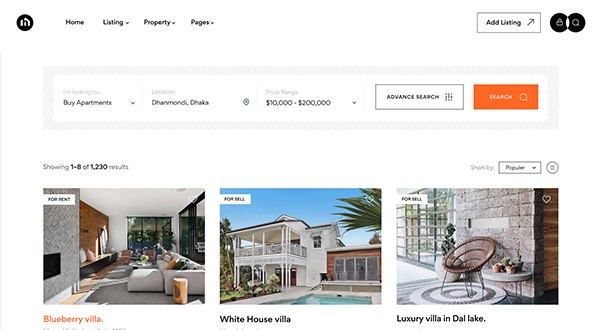 Home Listing Property Pages Add Listing
I'm looking to... Location Price Range
Buy Apartments Dhanmondi, Dhaka $10,000 - $200,000 ADVANCE SEARCH SEARCH
Showing 1-8 of 1,230 results Short by: Populer
FOR RENT FOR SELL FOR SELL
Blueberry villa. White House villa Luxury villa in Dal lake.